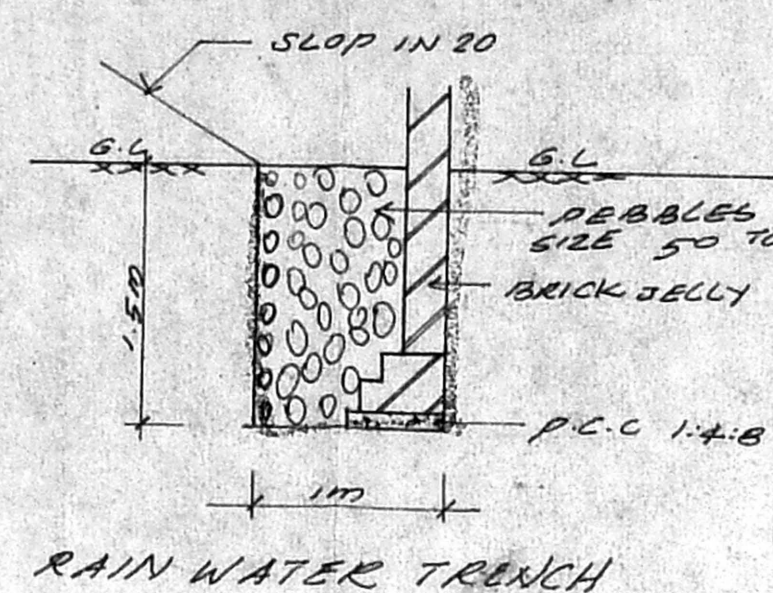 SLOP IN 20
G.L
G.L
PEBBLES
SIZE 50 TO
BRICK JELLY
1.5m
P.C.C 1:4:8
1m
RAIN WATER TRENCH